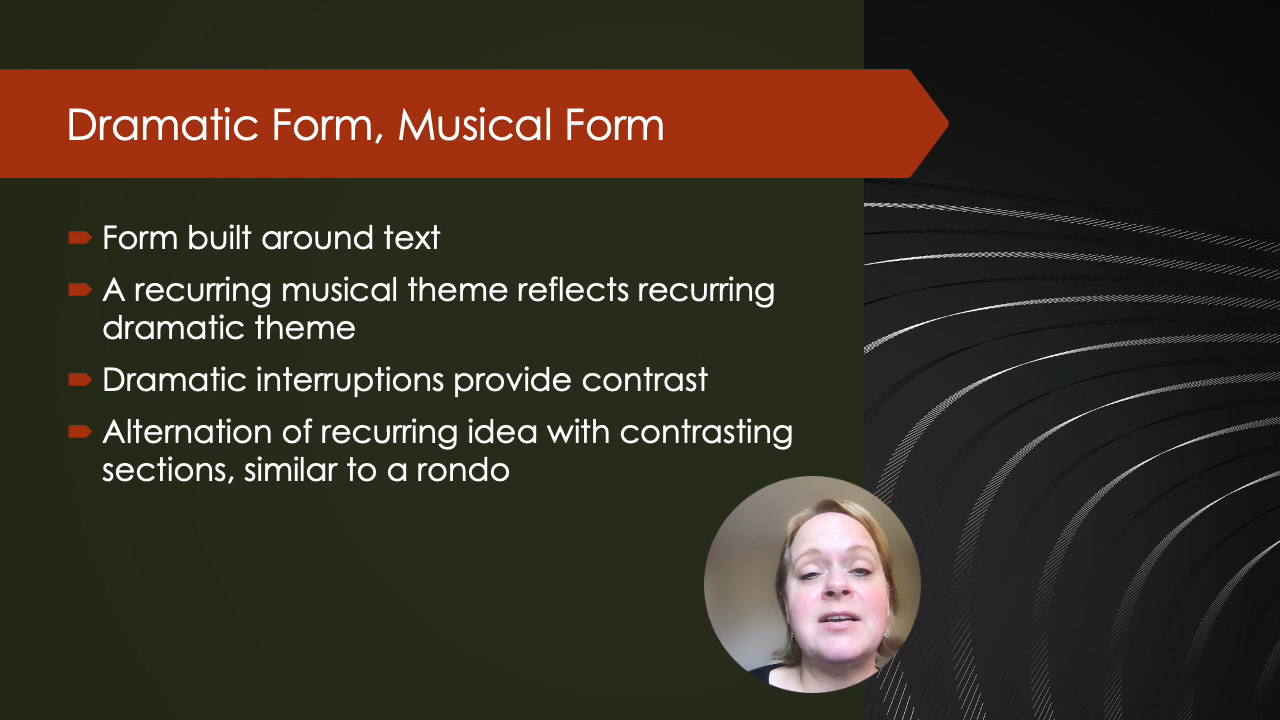 Dramatic Form, Musical Form
Form built around text
A recurring musical theme reflects recurring
dramatic theme
Dramatic interruptions provide contrast
Alternation of recurring idea with contrasting
sections, similar to a rondo